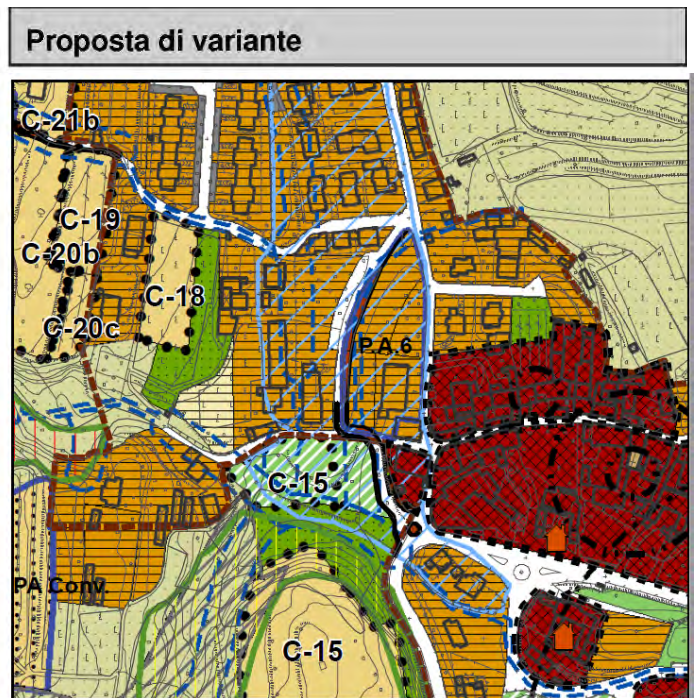 Proposta di variante
C-21b
C-19
C-20b
C-18
C-20c
P.A.6
C-15
PA Conv.
C-15